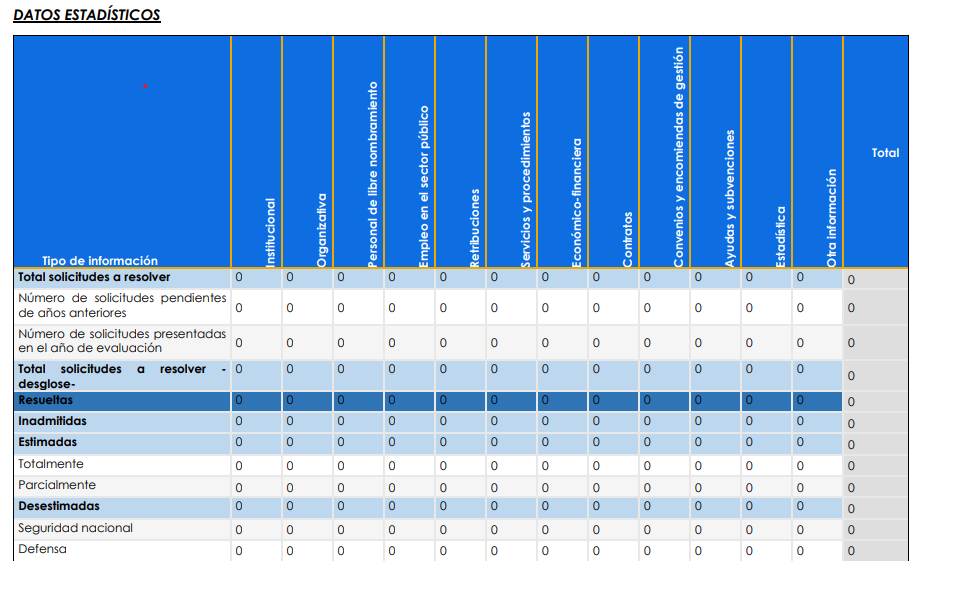 DATOS ESTADÍSTICOS
Tipo de información
Institucional
Organizativa
Personal de libre nombramiento
Empleo en el sector público
Retribuciones
Servicios y procedimientos
Económico-financiera
Contratos
Convenios y encomiendas de gestión
Ayudas y subvenciones
Estadística
Otra información
Total
Total solicitudes a resolver 0 0 0 0 0 0 0 0 0 0 0 0 0
Número de solicitudes pendientes
de años anteriores 0 0 0 0 0 0 0 0 0 0 0 0 0
Número de solicitudes presentadas
en el año de evaluación 0 0 0 0 0 0 0 0 0 0 0 0 0
Total solicitudes a resolver -
desglose- 0 0 0 0 0 0 0 0 0 0 0 0 0
Resueltas 0 0 0 0 0 0 0 0 0 0 0 0 0
Inadmitidas 0 0 0 0 0 0 0 0 0 0 0 0 0
Estimadas 0 0 0 0 0 0 0 0 0 0 0 0 0
Totalmente 0 0 0 0 0 0 0 0 0 0 0 0 0
Parcialmente 0 0 0 0 0 0 0 0 0 0 0 0 0
Desestimadas 0 0 0 0 0 0 0 0 0 0 0 0 0
Seguridad nacional 0 0 0 0 0 0 0 0 0 0 0 0 0
Defensa 0 0 0 0 0 0 0 0 0 0 0 0 0